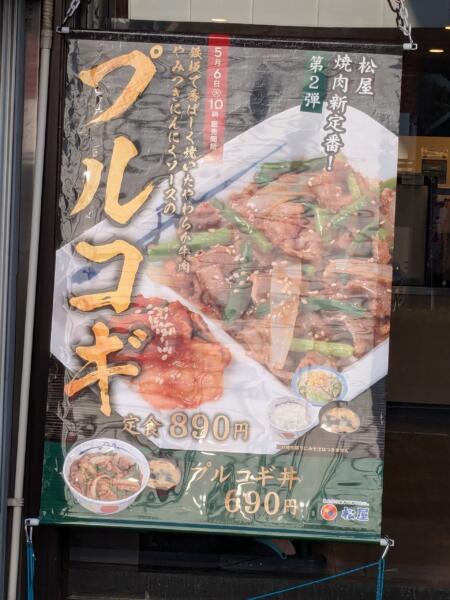 松屋
焼肉新定番!
第2弾
5月6日㊋10時 販売開始
鉄板で香ばしく焼いたやわらか牛肉
やみつきにんにくソースの
プルコギ
定食890円
プルコギ丼
690円
松屋